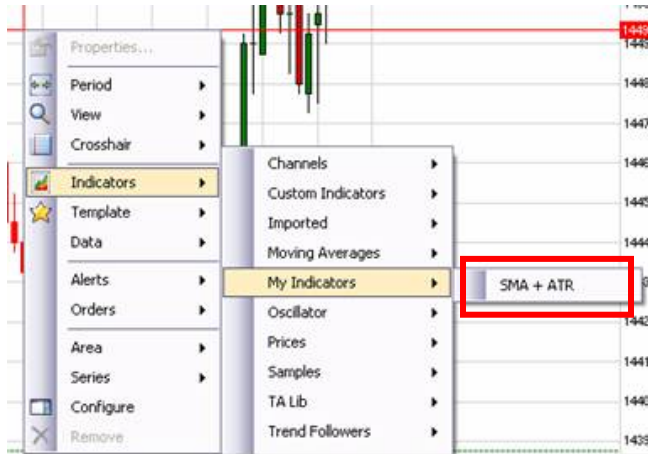 Properties...
Period
View
Crosshair
Indicators
Template
Data
Alerts
Orders
Area
Series
Configure
Remove
Channels
Custom Indicators
Imported
Moving Averages
My Indicators
Oscillator
Prices
Samples
TA Lib
Trend Followers
SMA + ATR
1449
1448
1447
1446
1445
1444
1442
1441
1440
1439